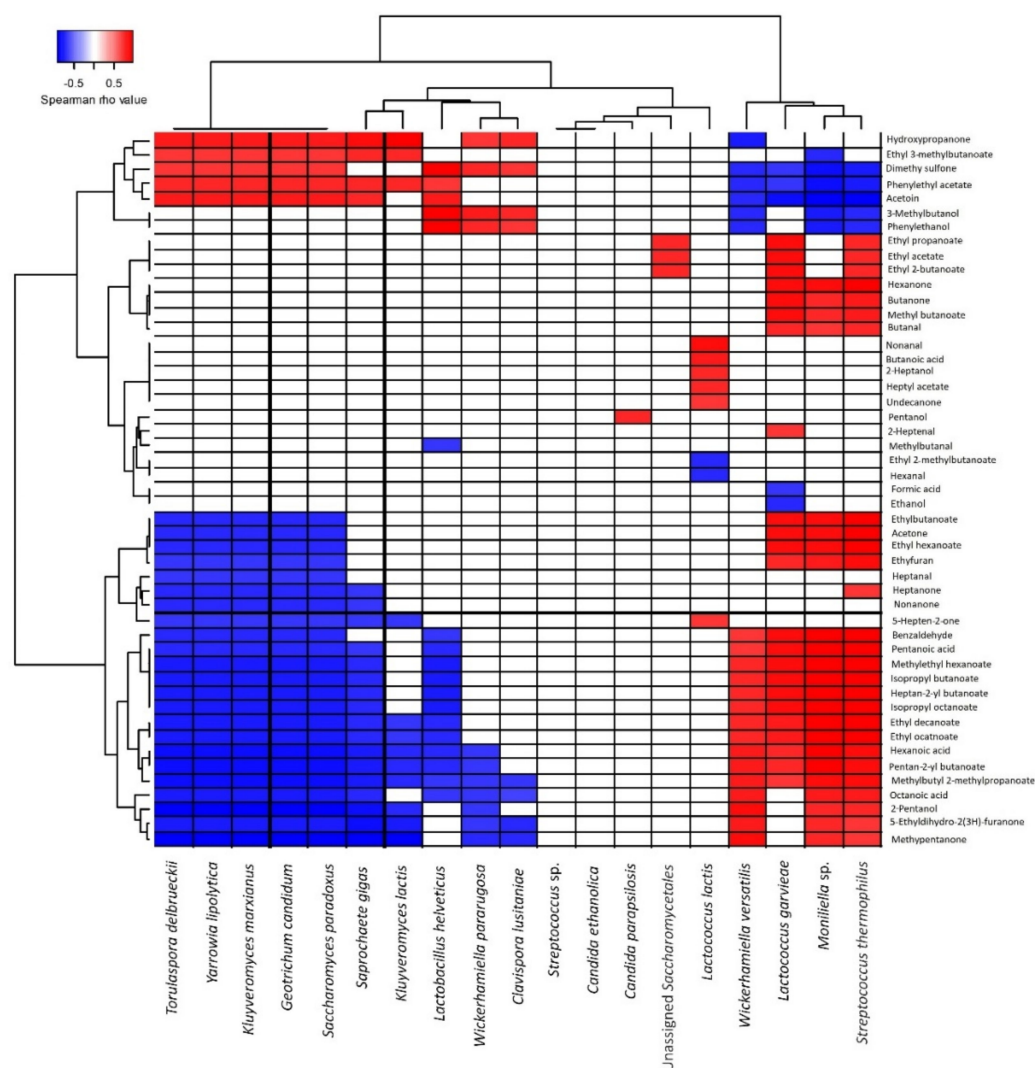 -0.5 0.5
Spearman rho value
Hydroxypropanone
Ethyl 3-methylbutanoate
Dimethy sulfone
Phenylethyl acetate
Acetoin
3-Methylbutanol
Phenylethanol
Ethyl propanoate
Ethyl acetate
Ethyl 2-butanoate
Hexanone
Butanone
Methyl butanoate
Butanal
Nonanal
Butanoic acid
2-Heptanol
Heptyl acetate
Undecanone
Pentanol
2-Heptenal
Methylbutanal
Ethyl 2-methylbutanoate
Hexanal
Formic acid
Ethanol
Ethylbutanoate
Acetone
Ethyl hexanoate
Ethyfuran
Heptanal
Heptanone
Nonanone
5-Hepten-2-one
Benzaldehyde
Pentanoic acid
Methylethyl hexanoate
Isopropyl butanoate
Heptan-2-yl butanoate
Isopropyl octanoate
Ethyl decanoate
Ethyl ocatnoate
Hexanoic acid
Pentan-2-yl butanoate
Methylbutyl 2-methylpropanoate
Octanoic acid
2-Pentanol
5-Ethyldihydro-2(3H)-furanone
Methypentanone
Torulaspora delbrueckii
Yarrowia lipolytica
Kluyveromyces marxianus
Geotrichum candidum
Saccharomyces paradoxus
Saprochaete gigas
Kluyveromyces lactis
Lactobacillus helveticus
Wickerhamiella pararugosa
Clavispora lusitaniae
Streptococcus sp.
Candida ethanolica
Candida parapsilosis
Unassigned Saccharomycetales
Lactococcus lactis
Wickerhamiella versatilis
Lactococcus garvieae
Moniliella sp.
Streptococcus thermophilus